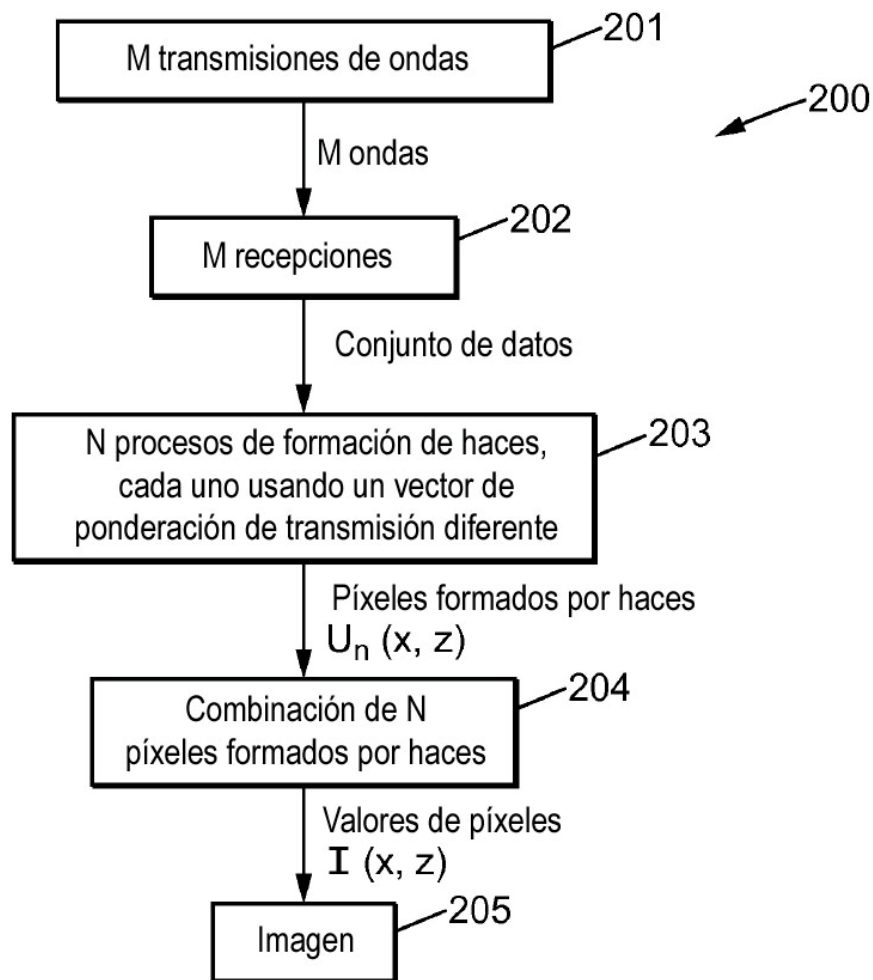 201
M transmisiones de ondas
200
M ondas
202
M recepciones
Conjunto de datos
203
N procesos de formación de haces,
cada uno usando un vector de
ponderación de transmisión diferente
Píxeles formados por haces
Uₙ (x, z)
204
Combinación de N
píxeles formados por haces
Valores de píxeles
I (x, z)
205
Imagen